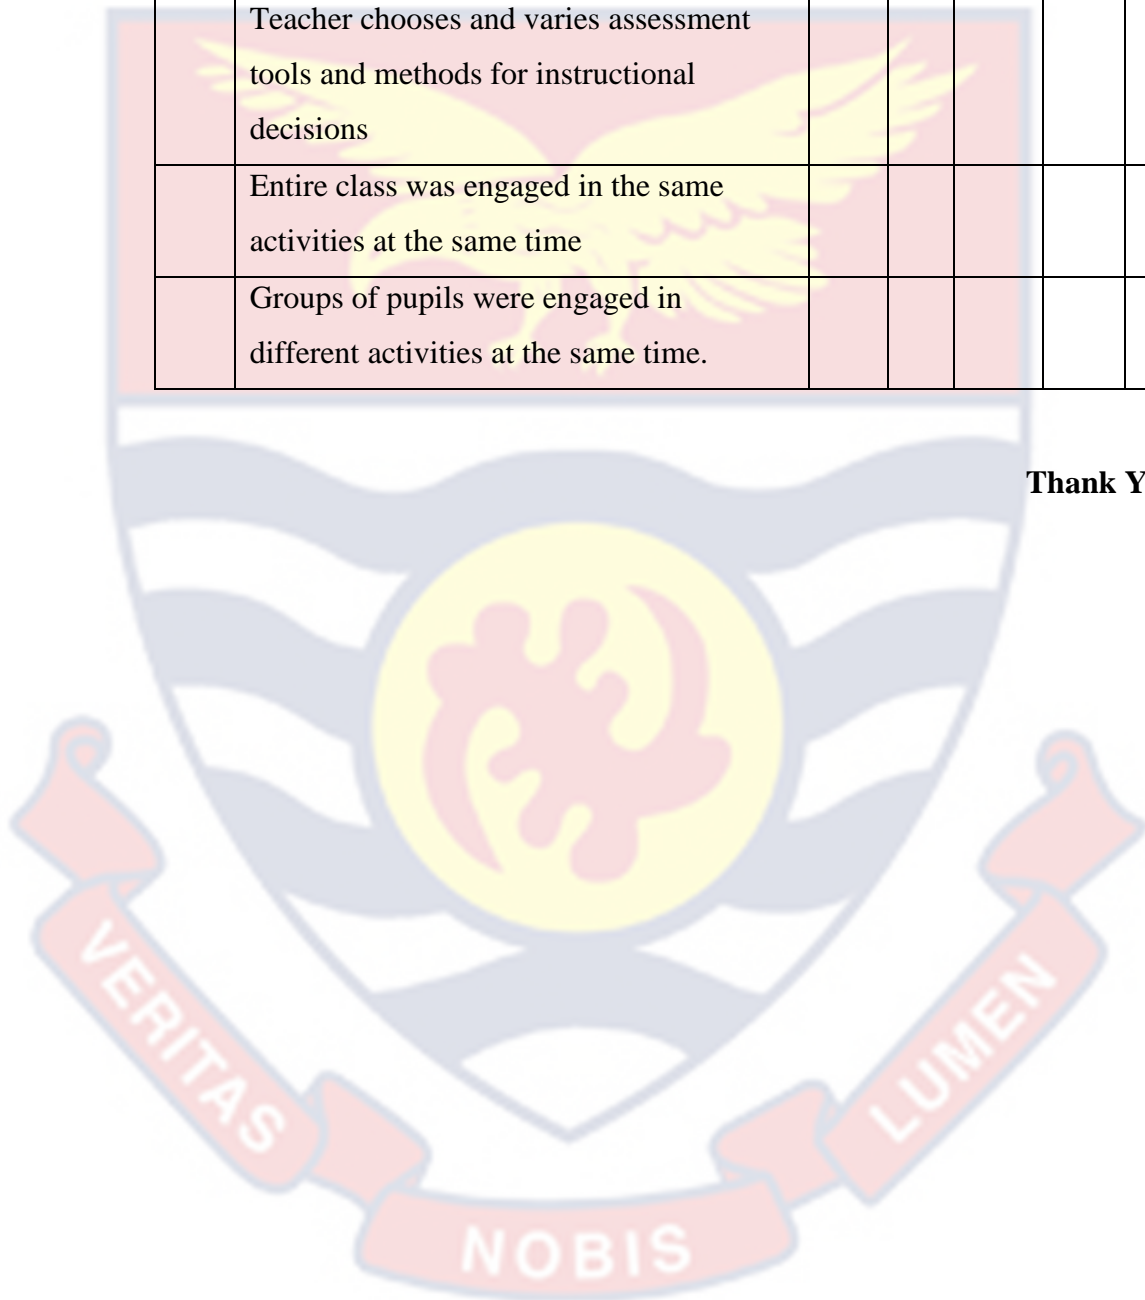 Teacher chooses and varies assessment
tools and methods for instructional
decisions
Entire class was engaged in the same
activities at the same time
Groups of pupils were engaged in
different activities at the same time.
Thank Y
VERITAS
NOBIS
LUMEN